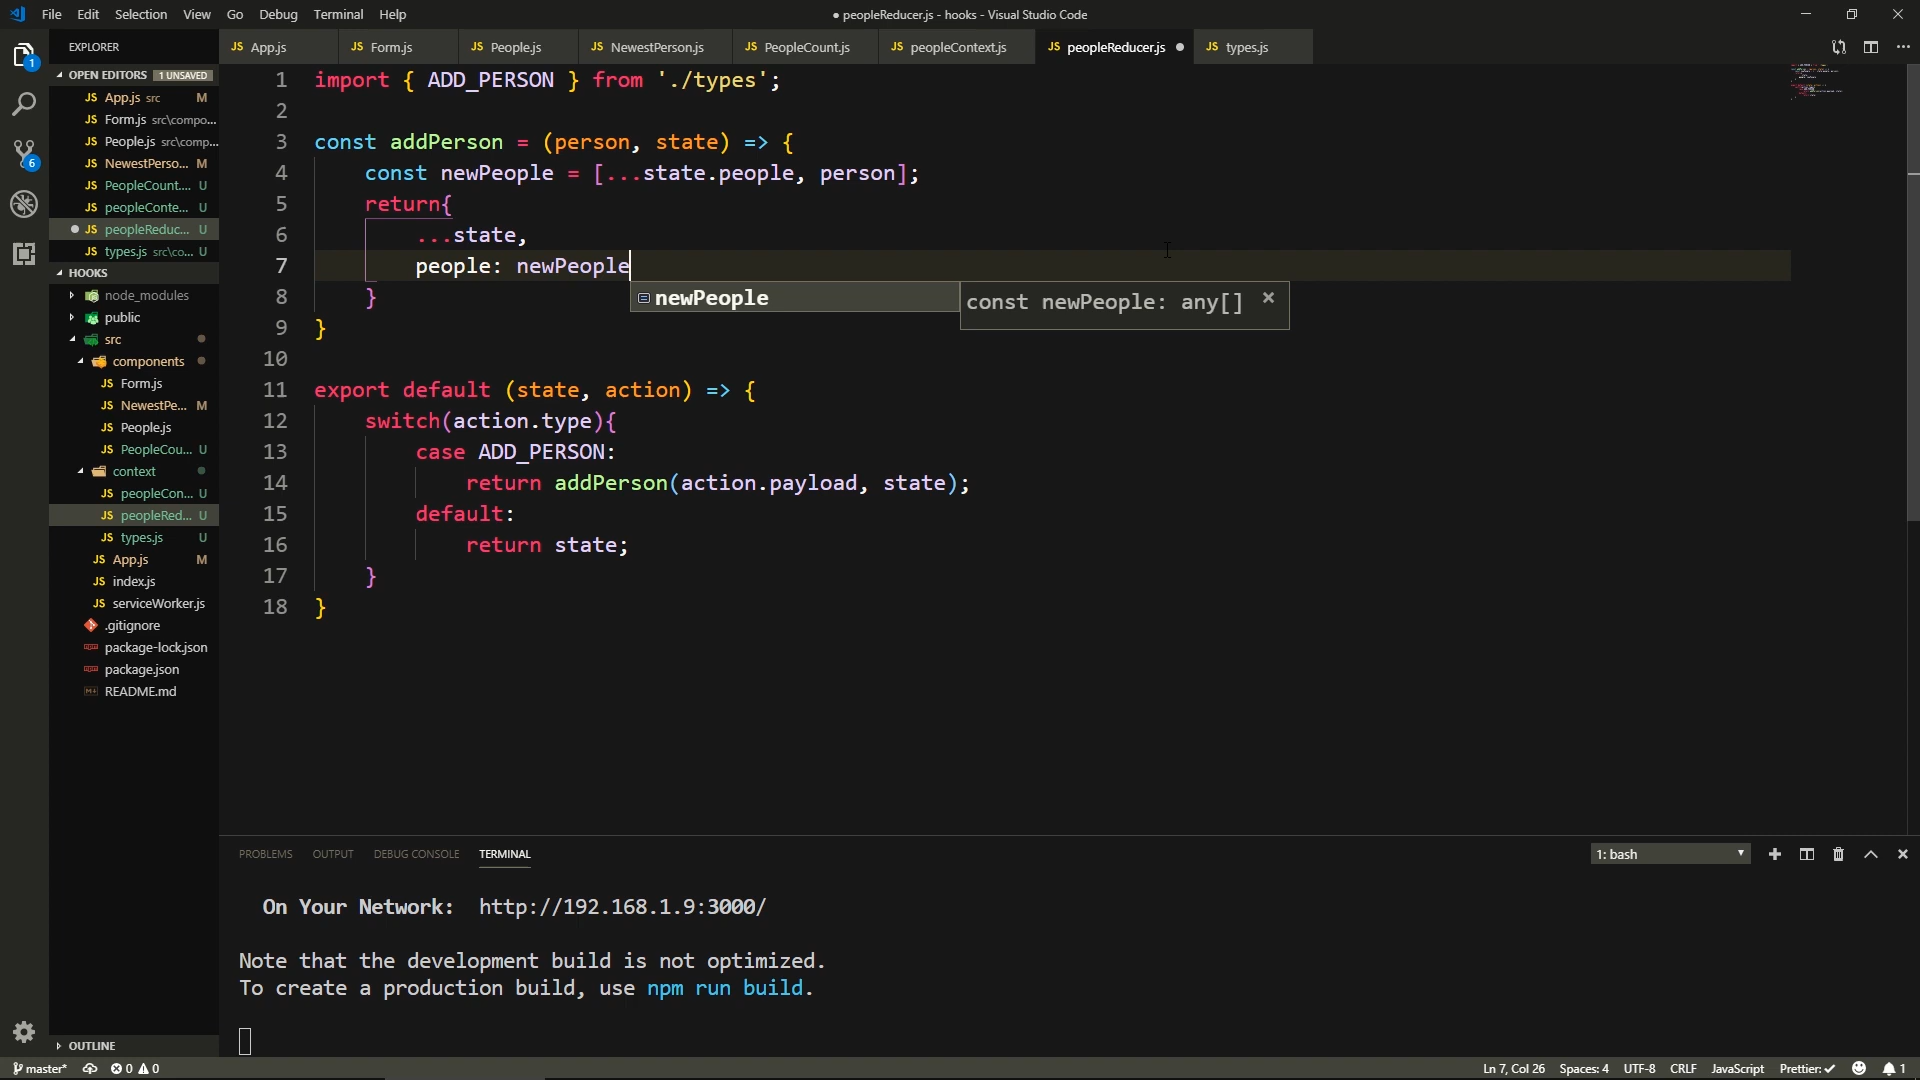 File Edit Selection View Go Debug Terminal Help
● peopleReducer.js - hooks - Visual Studio Code
EXPLORER
JS App.js JS Form.js JS People.js JS NewestPerson.js JS PeopleCount.js JS peopleContext.js JS peopleReducer.js ● JS types.js
1
6
OPEN EDITORS 1 UNSAVED
JS App.js src M
JS Form.js src\compo...
JS People.js src\comp...
JS NewestPerso... M
JS PeopleCount.... U
JS peopleConte... U
● JS peopleReduc... U
JS types.js src\co... U
HOOKS
node_modules
public
src
components
JS Form.js
JS NewestPe... M
JS People.js
JS PeopleCou... U
context
JS peopleCon... U
JS peopleRed... U
JS types.js U
JS App.js M
JS index.js
JS serviceWorker.js
.gitignore
package-lock.json
package.json
README.md
OUTLINE
1 import { ADD_PERSON } from './types';
2
3 const addPerson = (person, state) => {
4 const newPeople = [...state.people, person];
5 return{
6 ...state,
7 people: newPeople
8 }
newPeople
const newPeople: any[] ×
9 }
10
11 export default (state, action) => {
12 switch(action.type){
13 case ADD_PERSON:
14 return addPerson(action.payload, state);
15 default:
16 return state;
17 }
18 }
PROBLEMS OUTPUT DEBUG CONSOLE TERMINAL
1: bash
On Your Network: http://192.168.1.9:3000/
Note that the development build is not optimized.
To create a production build, use npm run build.
master* 0 0 Ln 7, Col 26 Spaces: 4 UTF-8 CRLF JavaScript Prettier: ✓ 1